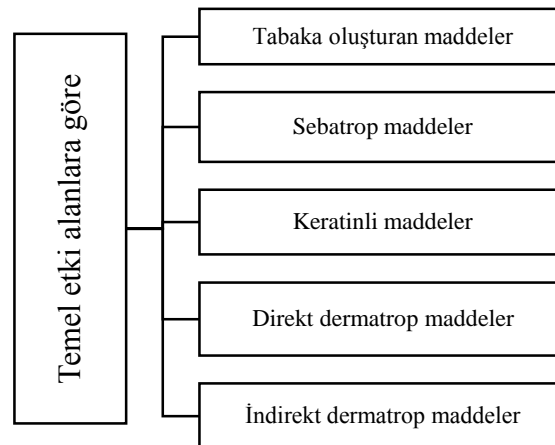 Temel etki alanlara göre
Tabaka oluşturan maddeler
Sebatrop maddeler
Keratinli maddeler
Direkt dermatrop maddeler
İndirekt dermatrop maddeler